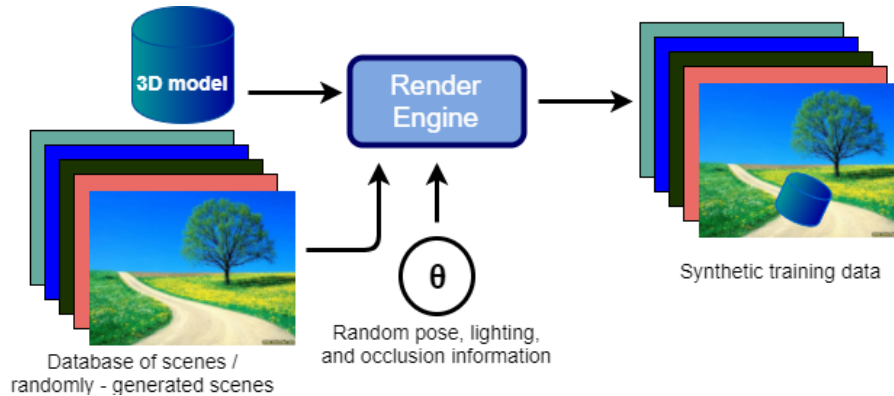 3D model
Render
Engine
θ
Random pose, lighting,
and occlusion information
Database of scenes /
randomly - generated scenes
Synthetic training data